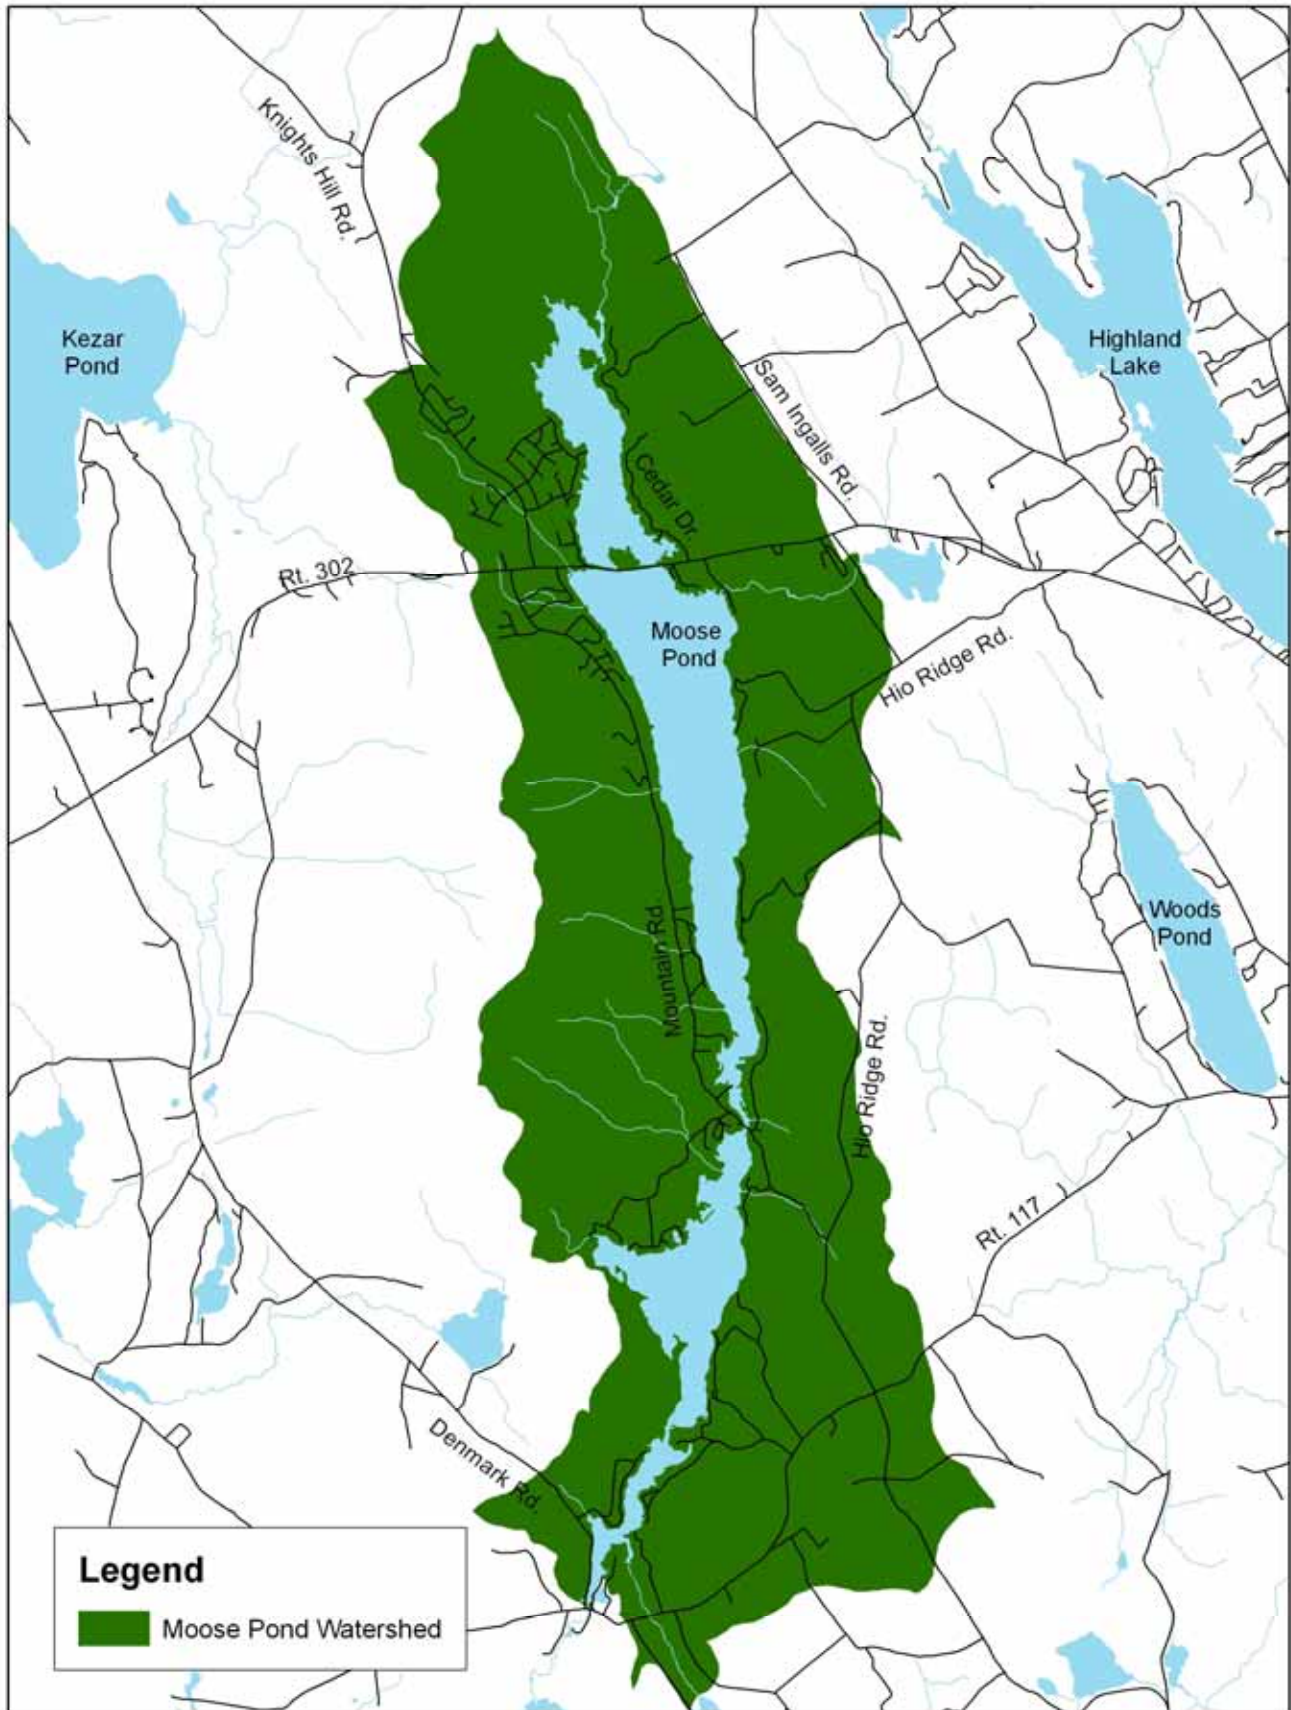 Knights Hill Rd.
Kezar
Pond
Highland
Lake
Sam Ingalls Rd.
Cedar Dr.
Rt. 302
Moose
Pond
Hio Ridge Rd.
Woods
Pond
Mountain Rd.
Hio Ridge Rd.
Rt. 117
Denmark Rd.
Legend
Moose Pond Watershed